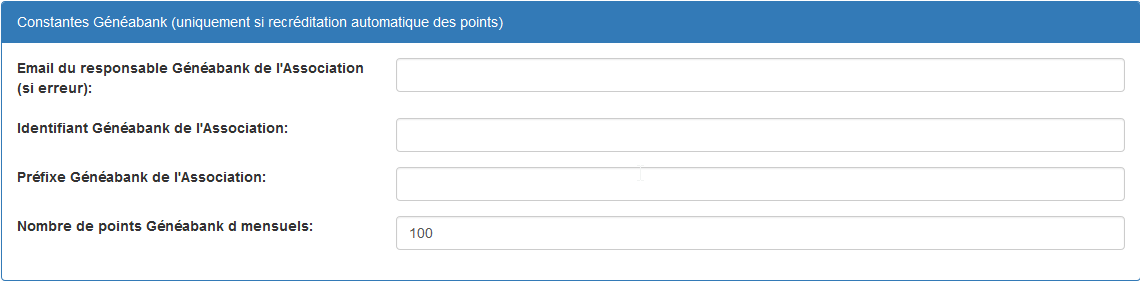 Constantes Généabank (uniquement si recréditation automatique des points)
Email du responsable Généabank de l'Association
(si erreur):
Identifiant Généabank de l'Association:
Préfixe Généabank de l'Association:
Nombre de points Généabank d mensuels:
100